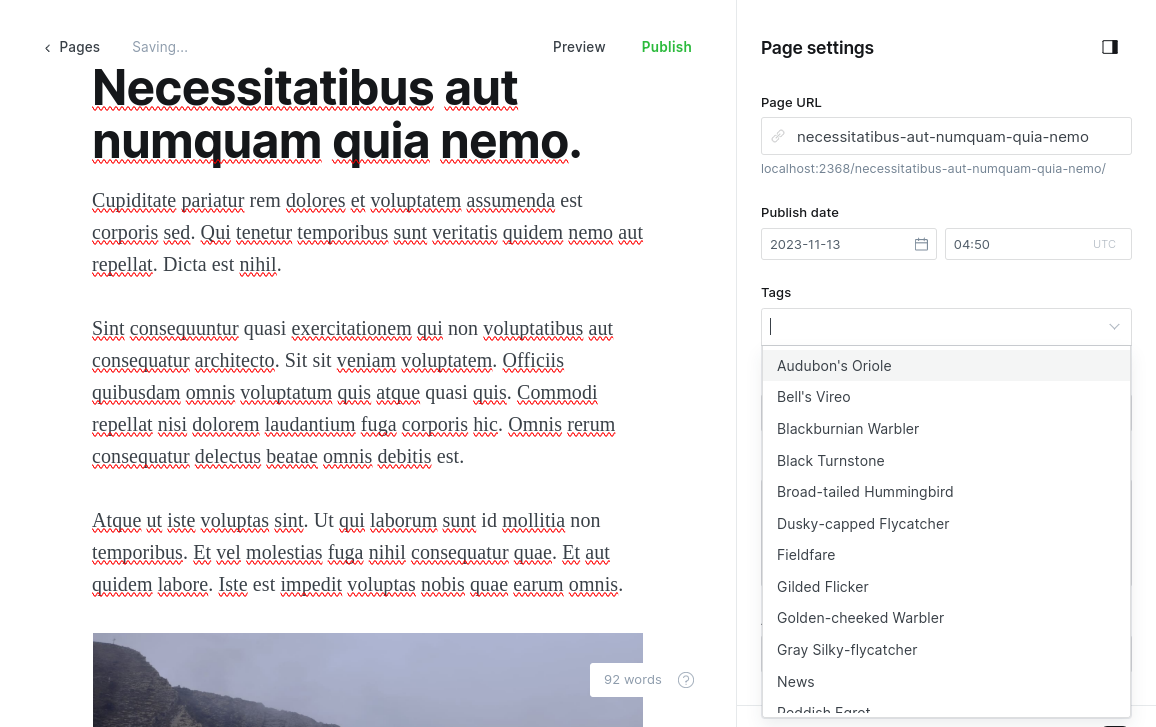 Pages
Saving...
Preview
Publish
Necessitatibus aut
numquam quia nemo.
Cupiditate pariatur rem dolores et voluptatem assumenda est
corporis sed. Qui tenetur temporibus sunt veritatis quidem nemo aut
repellat. Dicta est nihil.
Sint consequuntur quasi exercitationem qui non voluptatibus aut
consequatur architecto. Sit sit veniam voluptatem. Officiis
quibusdam omnis voluptatum quis atque quasi quis. Commodi
repellat nisi dolorem laudantium fuga corporis hic. Omnis rerum
consequatur delectus beatae omnis debitis est.
Atque ut iste voluptas sint. Ut qui laborum sunt id mollitia non
temporibus. Et vel molestias fuga nihil consequatur quae. Et aut
quidem labore. Iste est impedit voluptas nobis quae earum omnis.
92 words
Page settings
Page URL
necessitatibus-aut-numquam-quia-nemo
localhost:2368/necessitatibus-aut-numquam-quia-nemo/
Publish date
2023-11-13
04:50
UTC
Tags
Audubon's Oriole
Bell's Vireo
Blackburnian Warbler
Black Turnstone
Broad-tailed Hummingbird
Dusky-capped Flycatcher
Fieldfare
Gilded Flicker
Golden-cheeked Warbler
Gray Silky-flycatcher
News
Reddish Egret